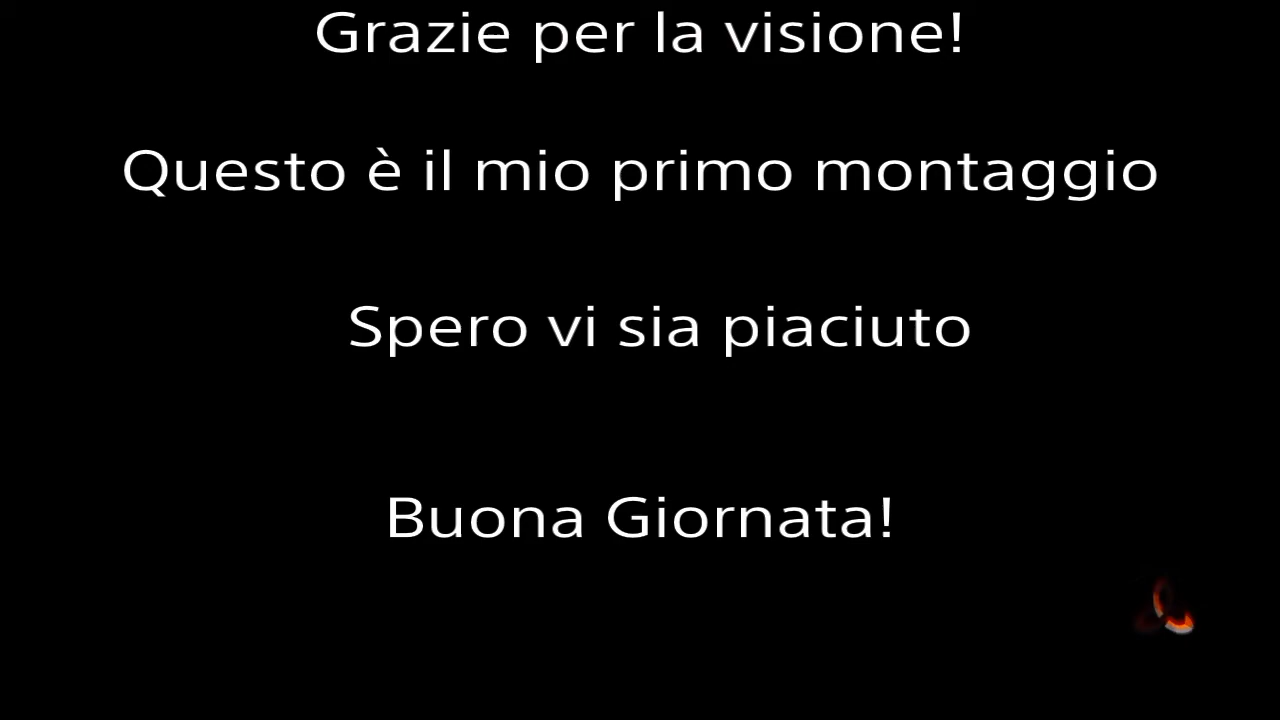 Grazie per la visione!
Questo è il mio primo montaggio
Spero vi sia piaciuto
Buona Giornata!